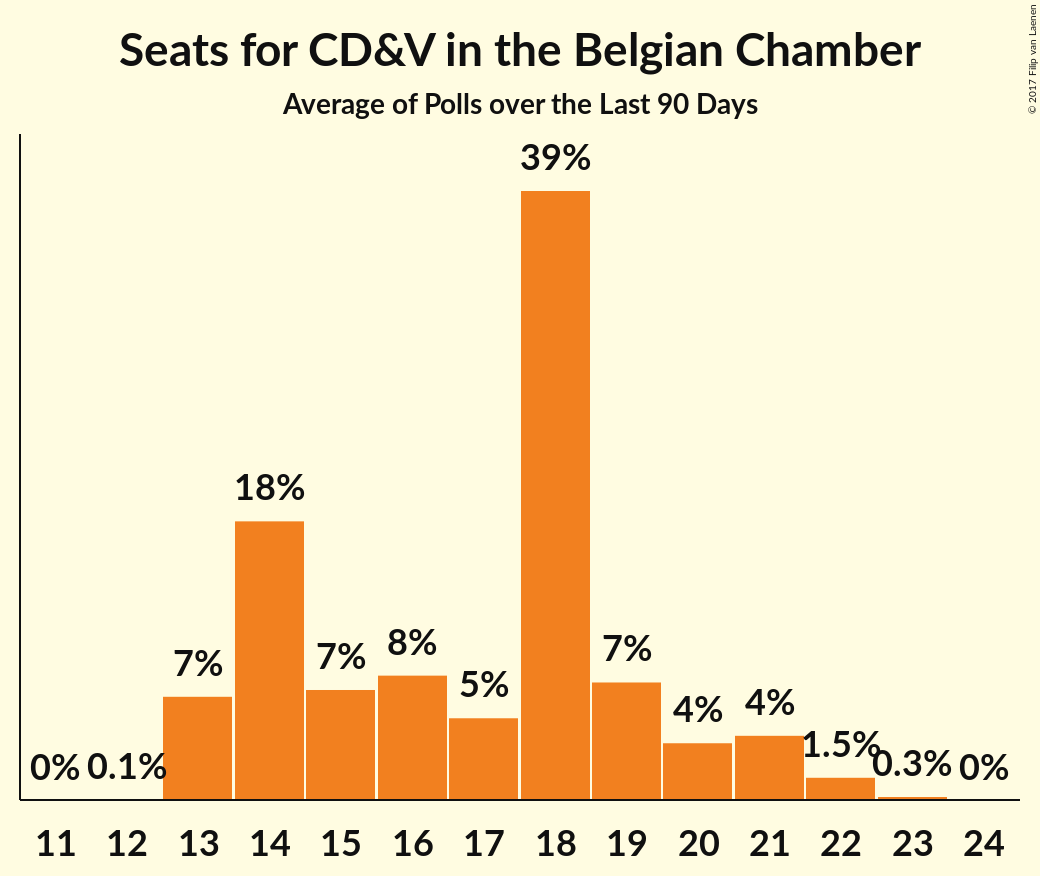 Seats for CD&V in the Belgian Chamber
Average of Polls over the Last 90 Days
© 2017 Filip van Laenen
0% 0.1% 7% 18% 7% 8% 5% 39% 7% 4% 4% 1.5% 0.3% 0%
11 12 13 14 15 16 17 18 19 20 21 22 23 24